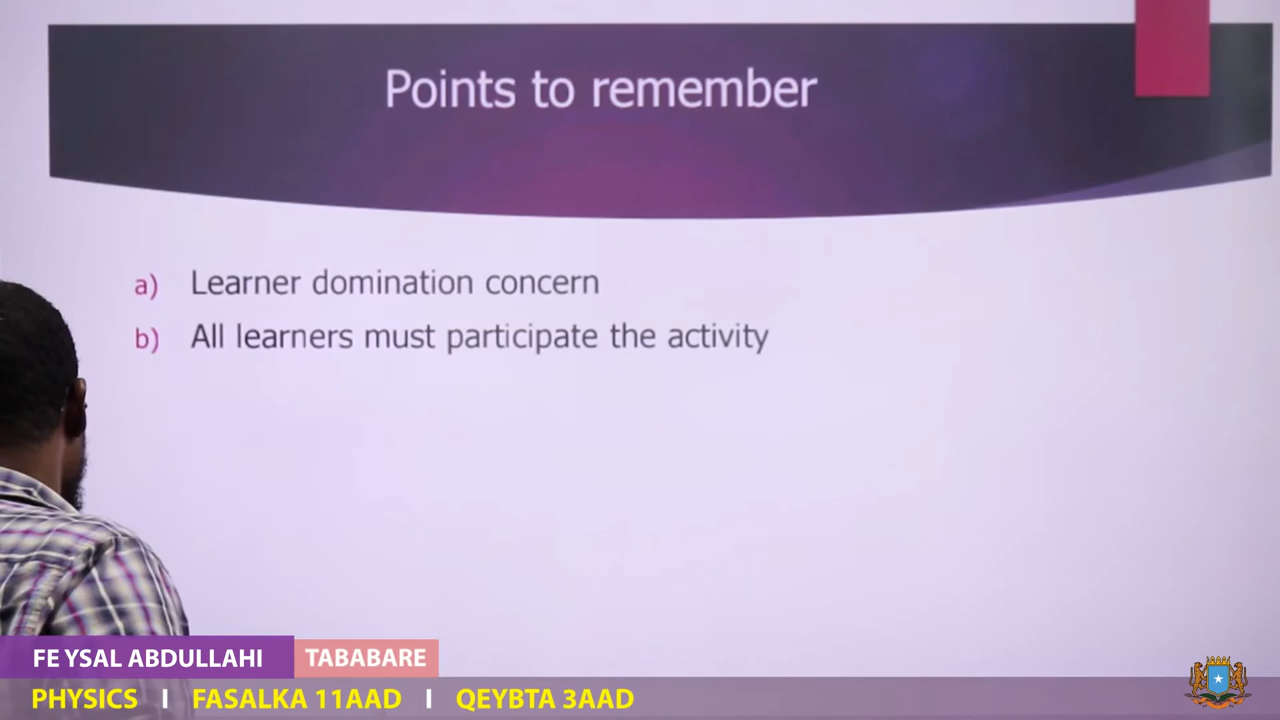 Points to remember
a) Learner domination concern
b) All learners must participate the activity
FE YSAL ABDULLAHI TABABARE
PHYSICS I FASALKA 11AAD I QEYBTA 3AAD